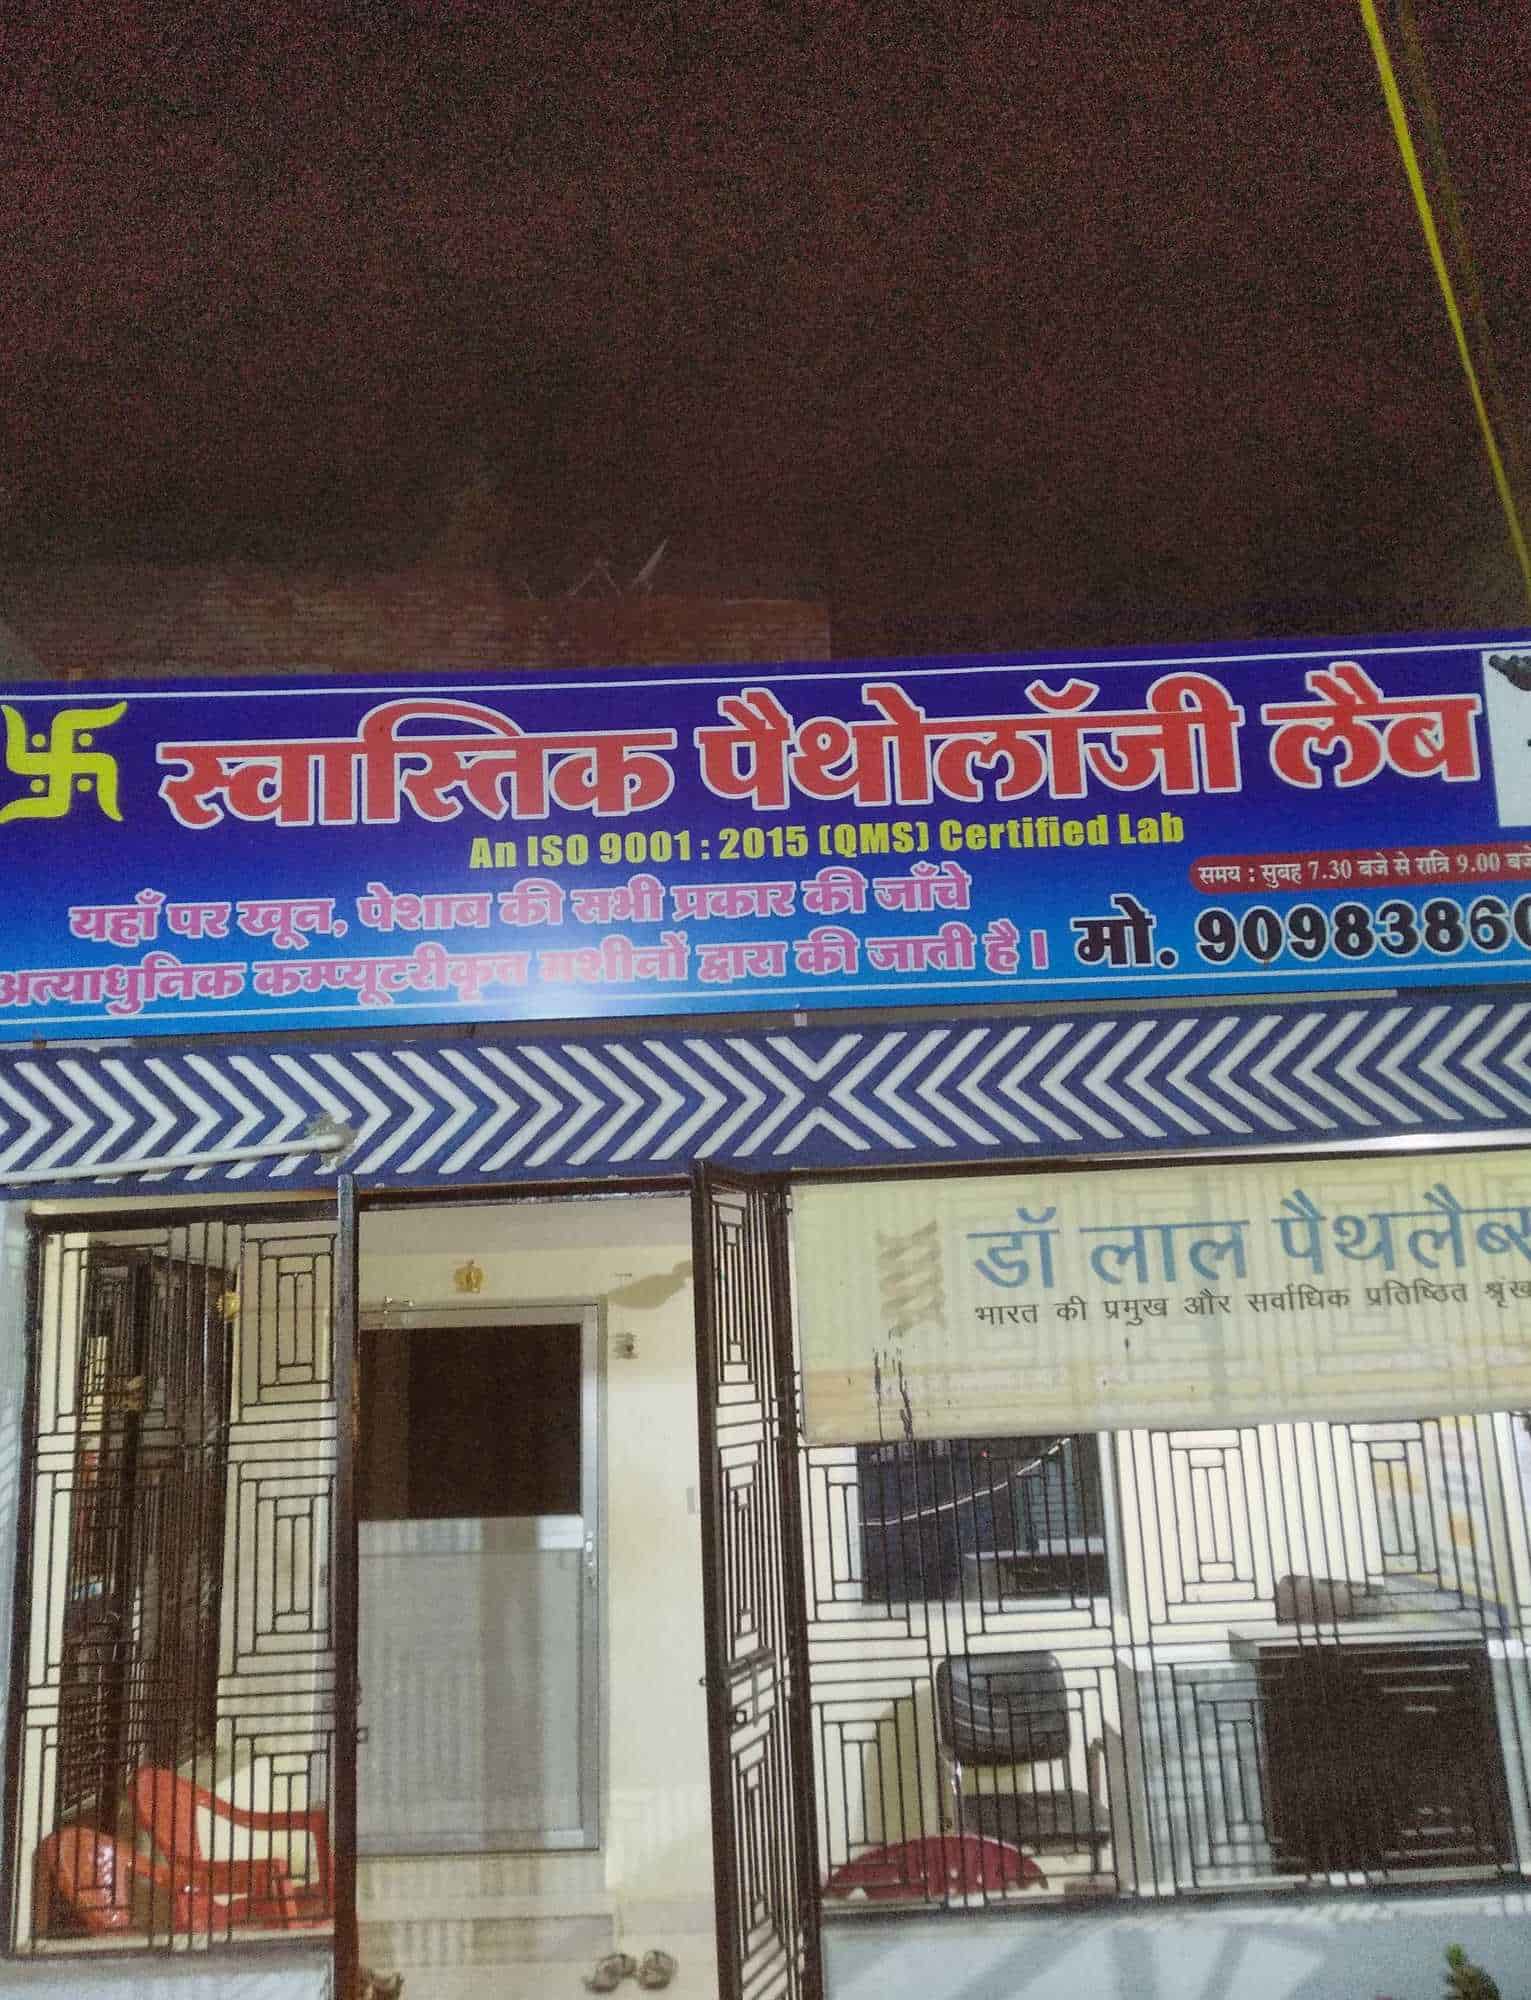 स्वास्तिक पैथोलॉजी लैब
An ISO 9001 : 2015 (QMS) Certified Lab
समय : सुबह 7.30 बजे से रात्रि 9.00 बजे
यहाँ पर खून, पेशाब की सभी प्रकार की जाँचे
अत्याधुनिक कम्प्यूटरीकृत मशीनों द्वारा की जाती है।
मो. 90983860
डॉ लाल पैथलैब्स
भारत की प्रमुख और सर्वाधिक प्रतिष्ठित